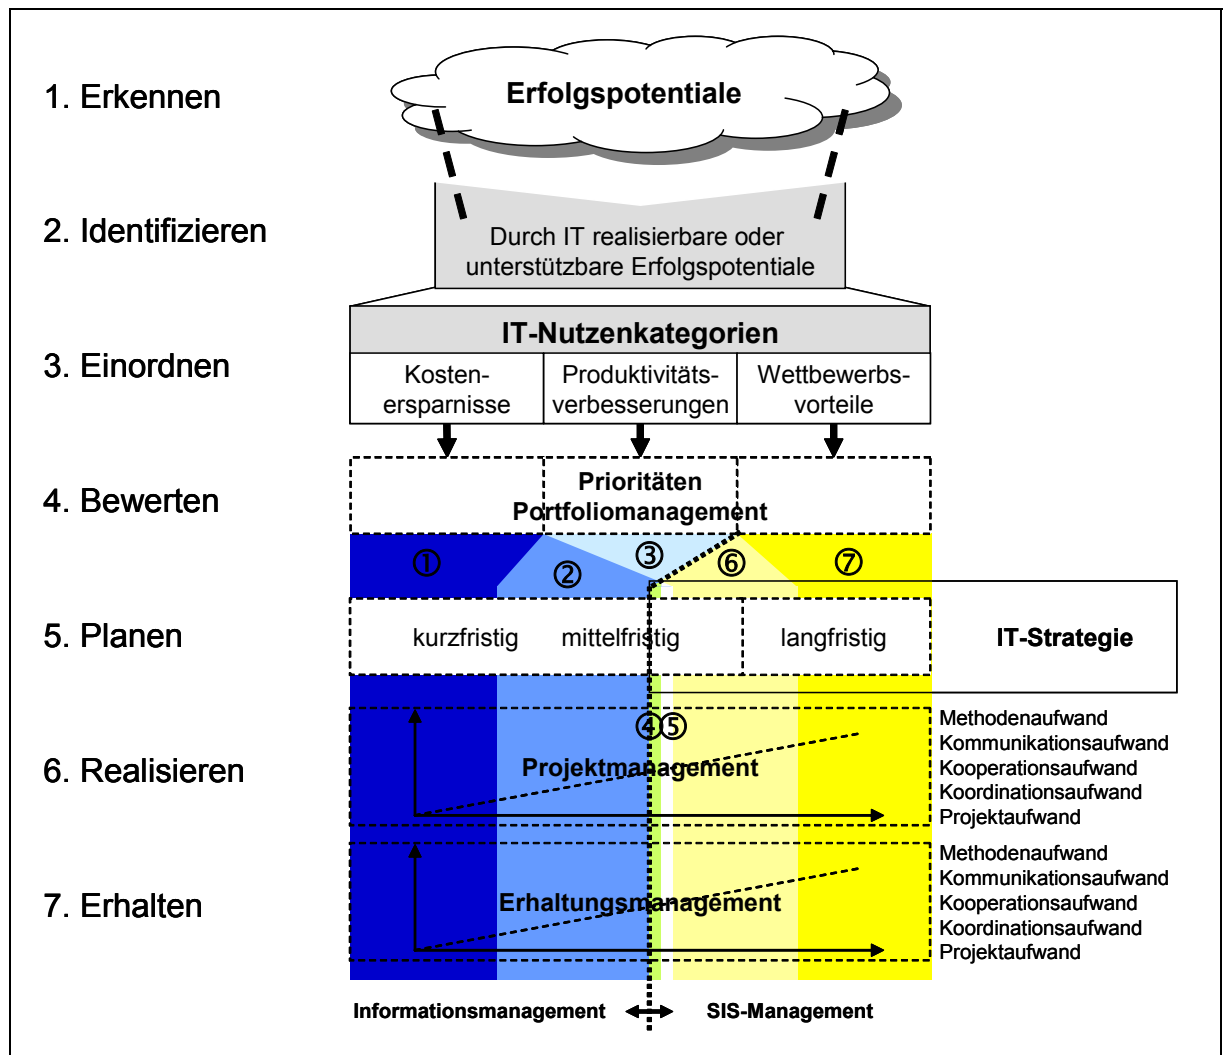 1. Erkennen
Erfolgspotentiale
2. Identifizieren
Durch IT realisierbare oder
unterstützbare Erfolgspotentiale
IT-Nutzenkategorien
3. Einordnen
Kosten-
ersparnisse
Produktivitäts-
verbesserungen
Wettbewerbs-
vorteile
4. Bewerten
Prioritäten
Portfoliomanagement
① ② ③ ⑥ ⑦
5. Planen
kurzfristig mittelfristig langfristig
IT-Strategie
④ ⑤
6. Realisieren
Projektmanagement
Methodenaufwand
Kommunikationsaufwand
Kooperationsaufwand
Koordinationsaufwand
Projektaufwand
7. Erhalten
Erhaltungsmanagement
Methodenaufwand
Kommunikationsaufwand
Kooperationsaufwand
Koordinationsaufwand
Projektaufwand
Informationsmanagement SIS-Management